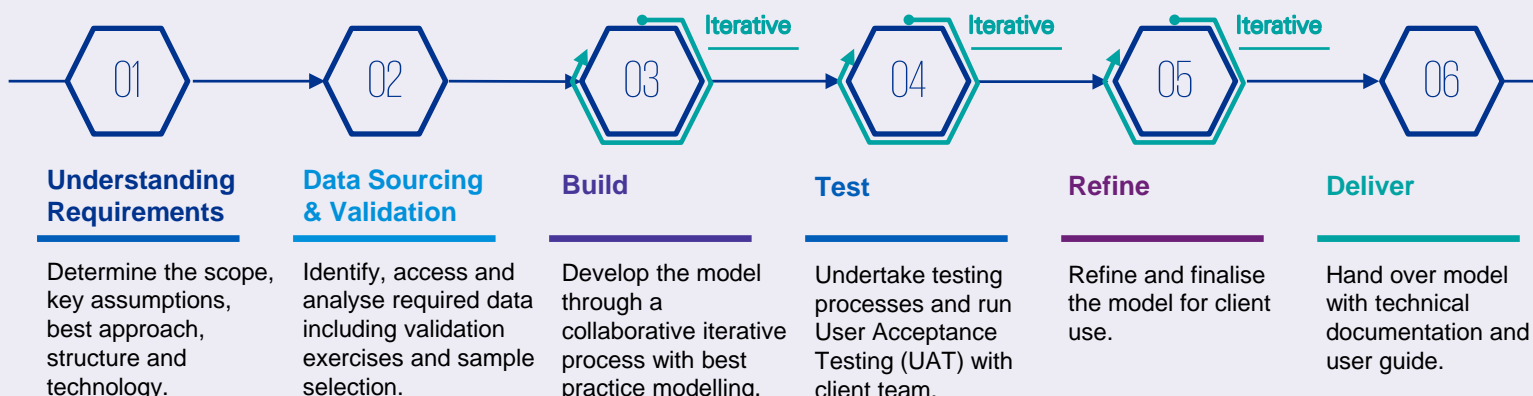 Iterative
Iterative
Iterative
01
02
03
04
05
06
Understanding
Requirements
Determine the scope,
key assumptions,
best approach,
structure and
technology.
Data Sourcing
& Validation
Identify, access and
analyse required data
including validation
exercises and sample
selection.
Build
Develop the model
through a
collaborative iterative
process with best
practice modelling.
Test
Undertake testing
processes and run
User Acceptance
Testing (UAT) with
client team.
Refine
Refine and finalise
the model for client
use.
Deliver
Hand over model
with technical
documentation and
user guide.